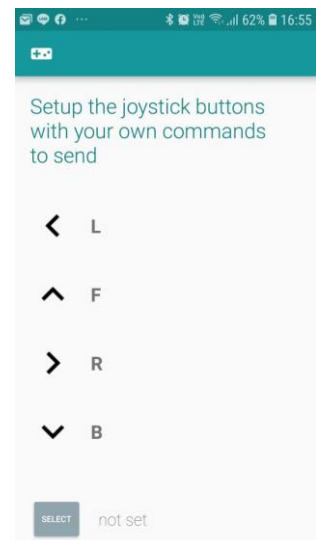 62% 16:55
Setup the joystick buttons
with your own commands
to send
L
F
R
B
SELECT not set